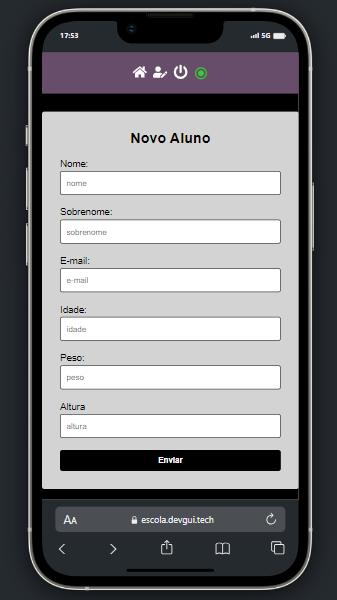 17:53
5G
Novo Aluno
Nome:
nome
Sobrenome:
sobrenome
E-mail:
e-mail
Idade:
idade
Peso:
peso
Altura
altura
Enviar
AA
escola.devgui.tech